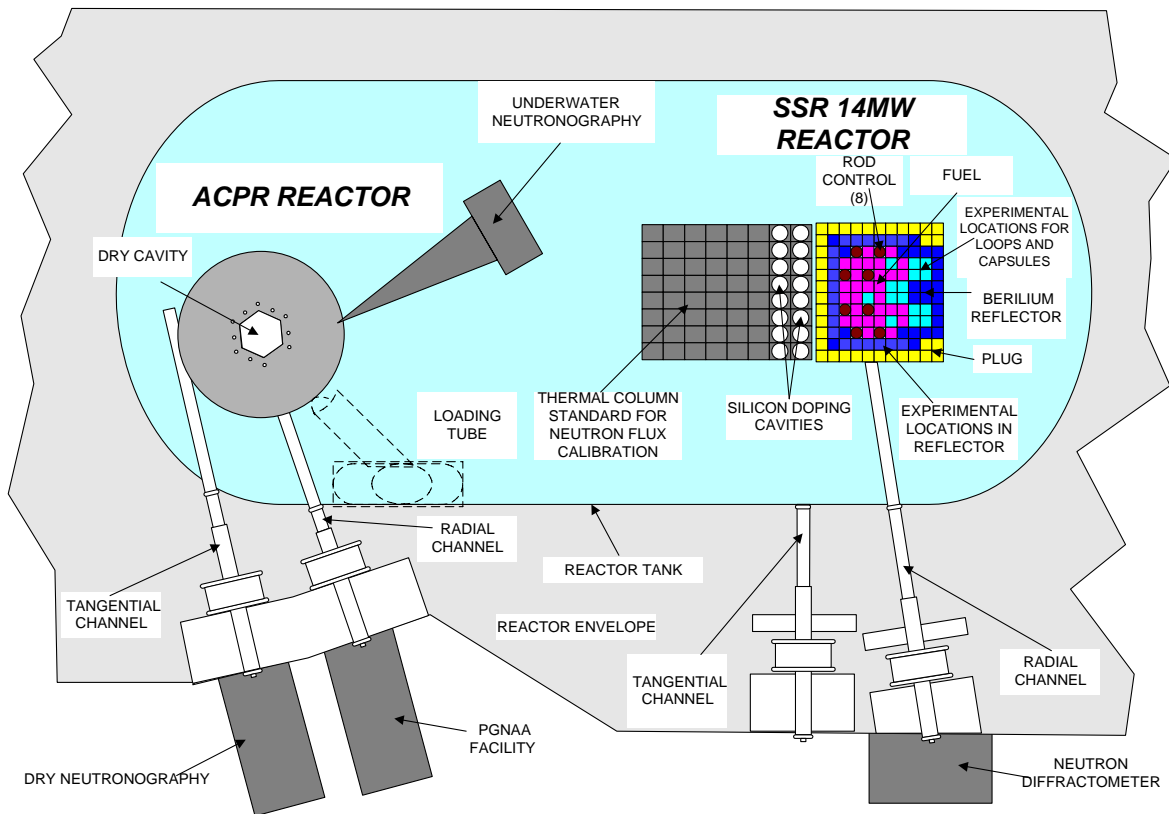 UNDERWATER
NEUTRONOGRAPHY
SSR 14MW
REACTOR
ROD
CONTROL
(8)
FUEL
EXPERIMENTAL
LOCATIONS FOR
LOOPS AND
CAPSULES
ACPR REACTOR
DRY CAVITY
BERILIUM
REFLECTOR
PLUG
THERMAL COLUMN
STANDARD FOR
NEUTRON FLUX
CALIBRATION
SILICON DOPING
CAVITIES
EXPERIMENTAL
LOCATIONS IN
REFLECTOR
LOADING
TUBE
RADIAL
CHANNEL
REACTOR TANK
TANGENTIAL
CHANNEL
REACTOR ENVELOPE
TANGENTIAL
CHANNEL
RADIAL
CHANNEL
PGNAA
FACILITY
DRY NEUTRONOGRAPHY
NEUTRON
DIFFRACTOMETER